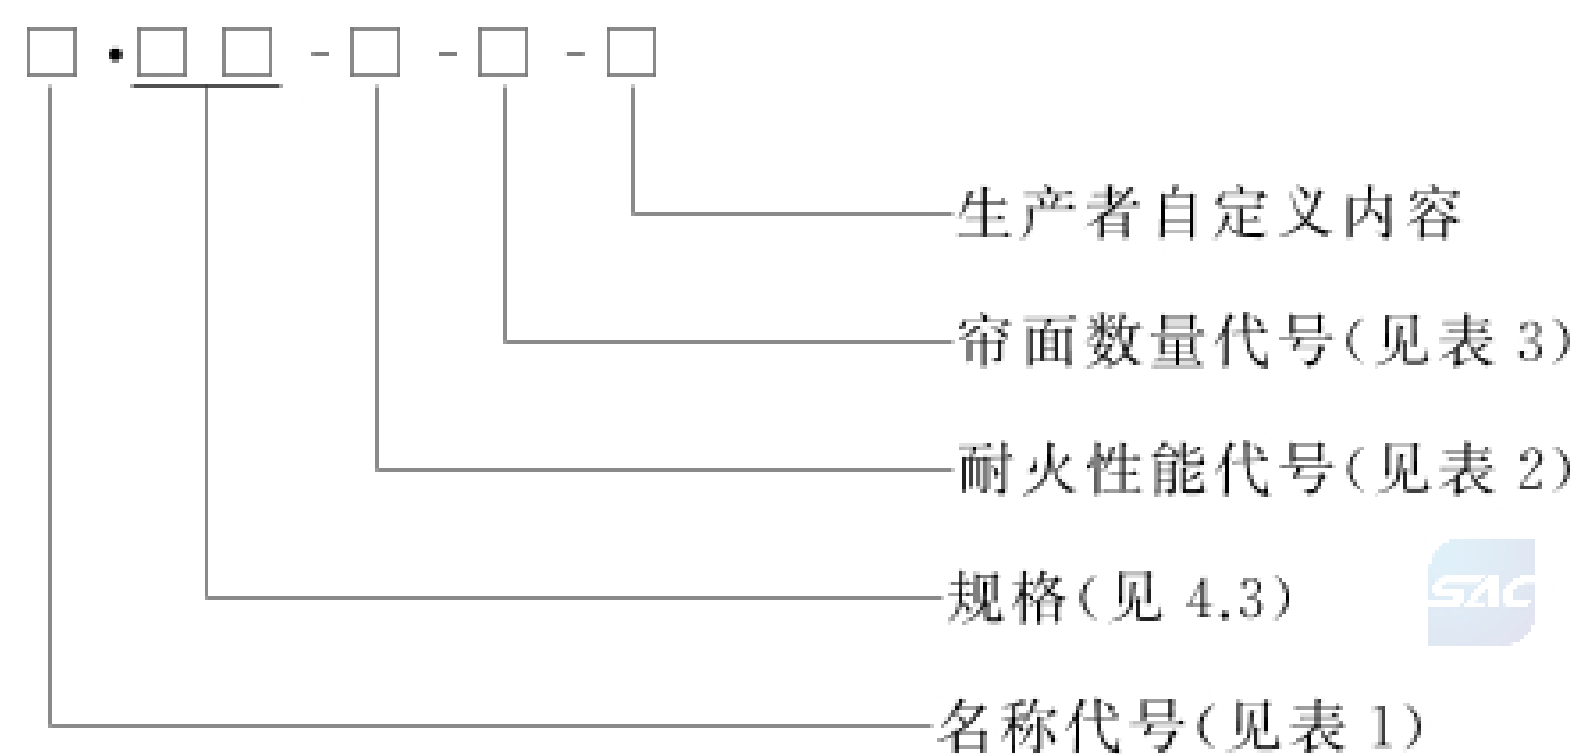 □·□□-□-□-□
生产者自定义内容
帘面数量代号(见表 3)
耐火性能代号(见表 2)
规格(见 4.3)
SAC
名称代号(见表 1)